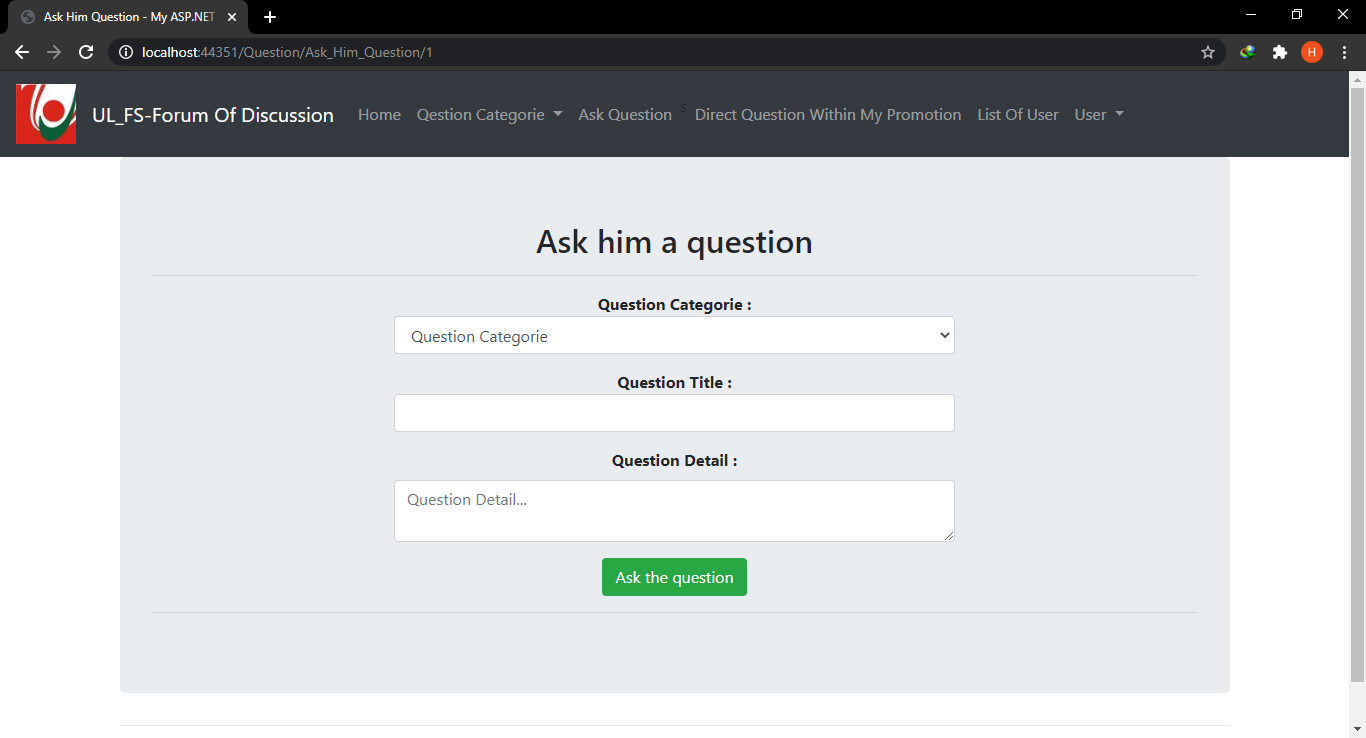 Ask Him Question - My ASP.NET
localhost:44351/Question/Ask_Him_Question/1
H
UL_FS-Forum Of Discussion Home Qestion Categorie Ask Question s Direct Question Within My Promotion List Of User User
Ask him a question
Question Categorie :
Question Categorie
Question Title :
Question Detail :
Question Detail...
Ask the question